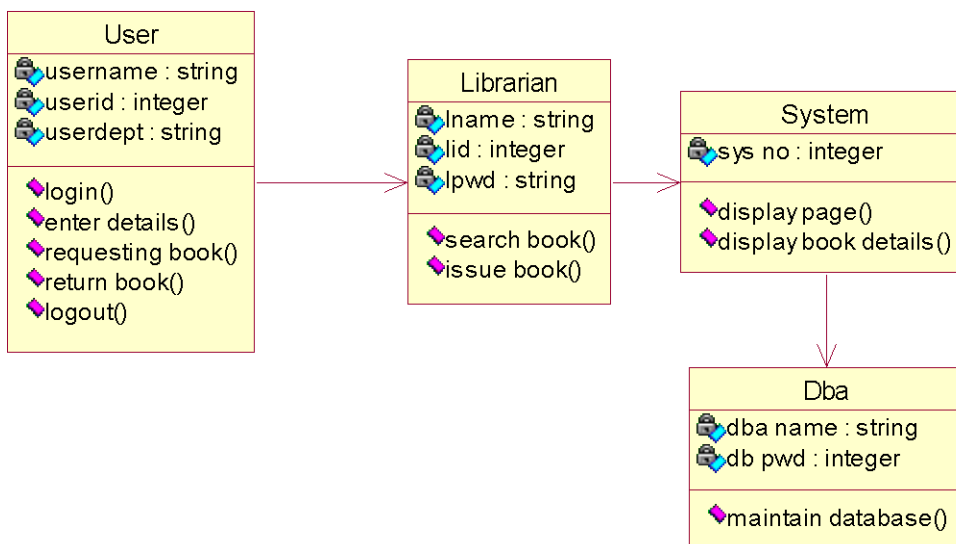 User
username : string
userid : integer
userdept : string
login()
enter details()
requesting book()
return book()
logout()
Librarian
lname : string
lid : integer
lpwd : string
search book()
issue book()
System
sys no : integer
display page()
display book details()
Dba
dba name : string
db pwd : integer
maintain database()